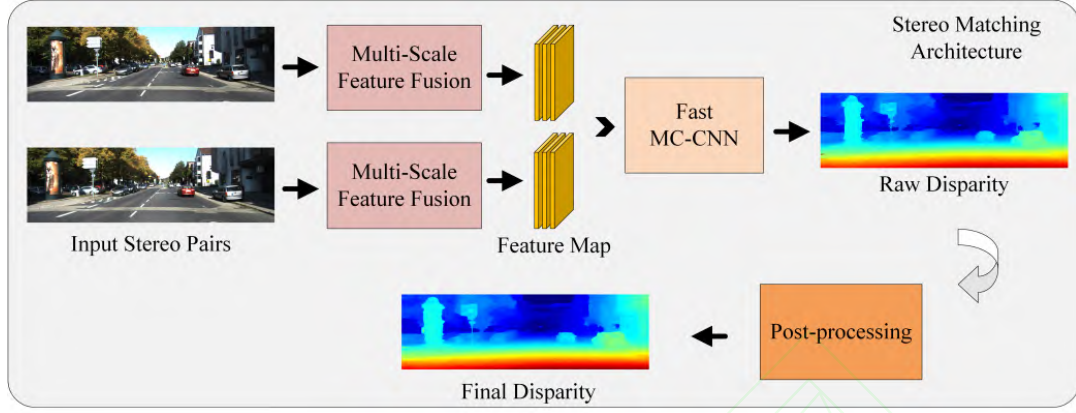 Stereo Matching
Architecture
Multi-Scale
Feature Fusion
Fast
MC-CNN
Multi-Scale
Feature Fusion
Raw Disparity
Input Stereo Pairs
Feature Map
Post-processing
Final Disparity